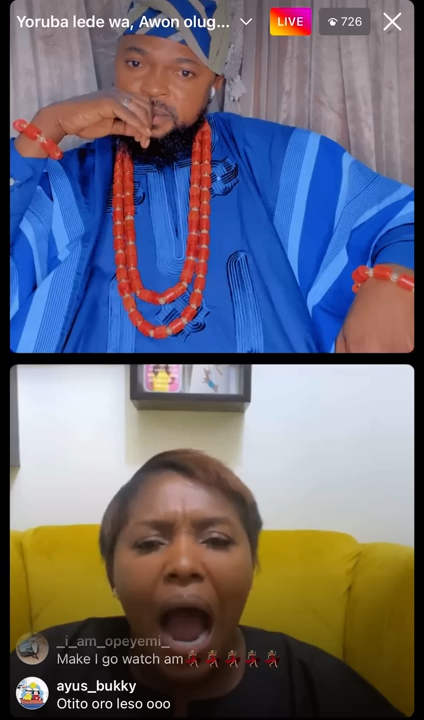 Yoruba lede wa, Awon olug...
LIVE
726
_i_am_opeyemi_
Make I go watch am 💃💃💃💃💃
ayus_bukky
Otito oro leso ooo